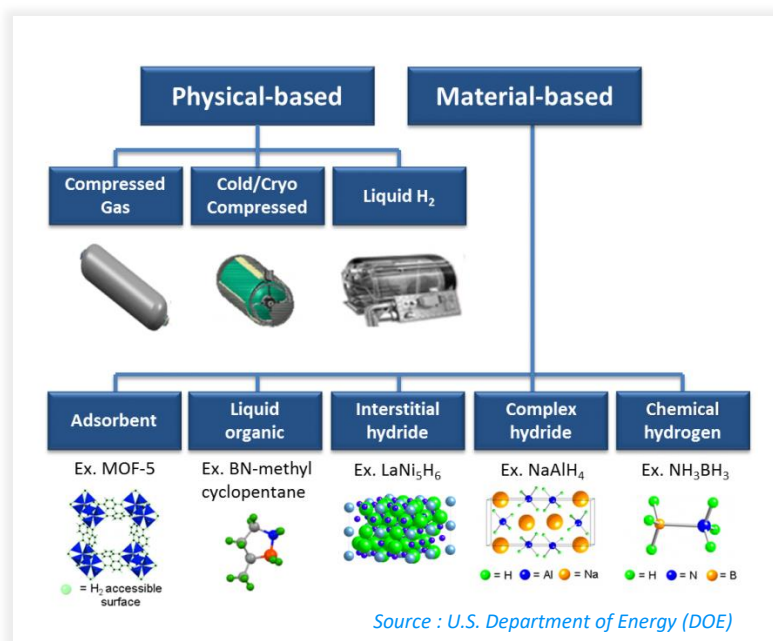 Physical-based
Material-based
Compressed
Gas
Cold/Cryo
Compressed
Liquid H₂
Adsorbent
Liquid
organic
Interstitial
hydride
Complex
hydride
Chemical
hydrogen
Ex. MOF-5
Ex. BN-methyl
cyclopentane
Ex. LaNi₅H₆
Ex. NaAlH₄
Ex. NH₃BH₃
= H₂ accessible
surface
= H = Al = Na
= H = N = B
Source : U.S. Department of Energy (DOE)